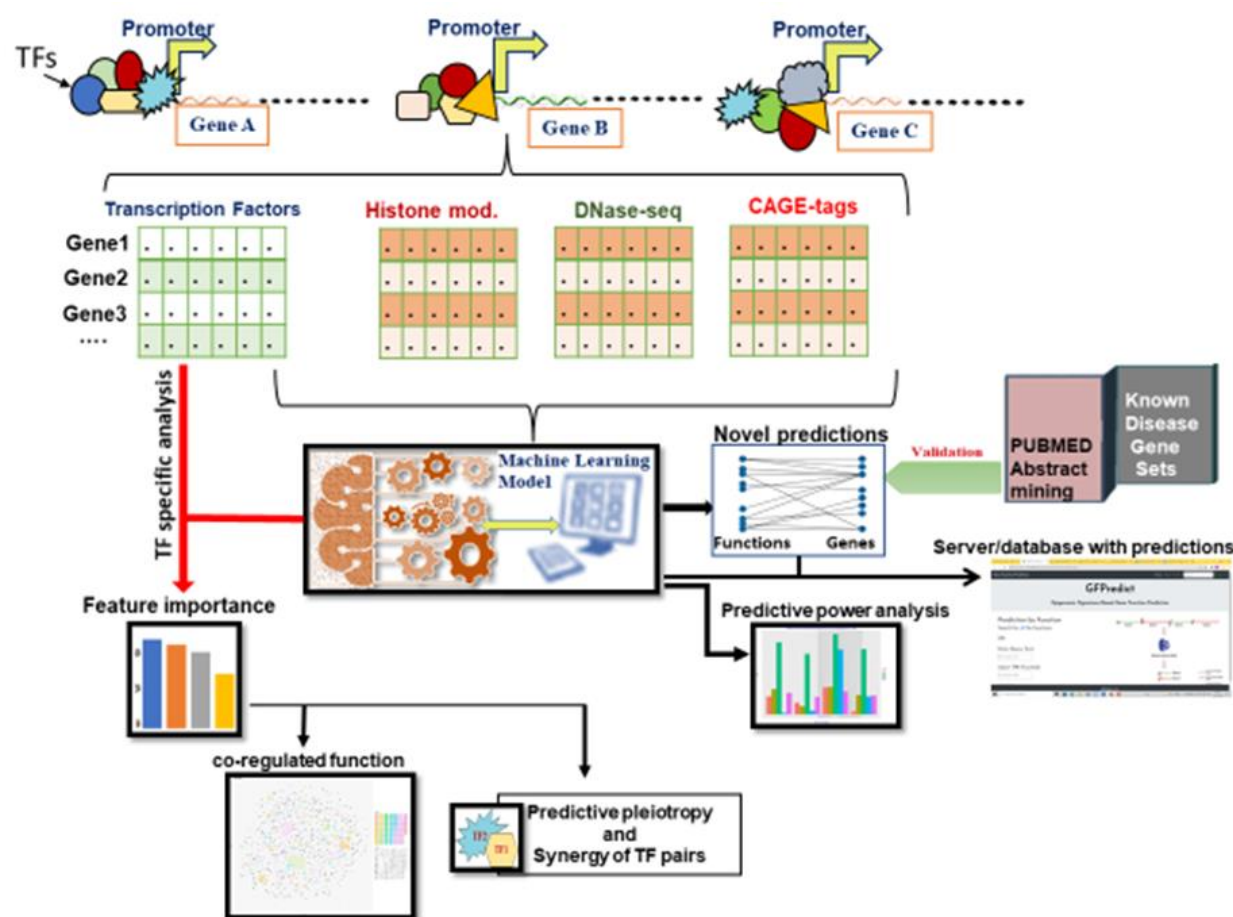 Promoter
Promoter
Promoter
TFs
Gene A
Gene B
Gene C
Transcription Factors
Histone mod.
DNase-seq
CAGE-tags
Gene1
Gene2
Gene3
....
TF specific analysis
Machine Learning
Model
Novel predictions
Functions
Genes
Validation
PUBMED
Abstract
mining
Known
Disease
Gene
Sets
Server/database with predictions
GFPredict
Predictive power analysis
Feature importance
co-regulated function
TF2
TF1
Predictive pleiotropy
and
Synergy of TF pairs